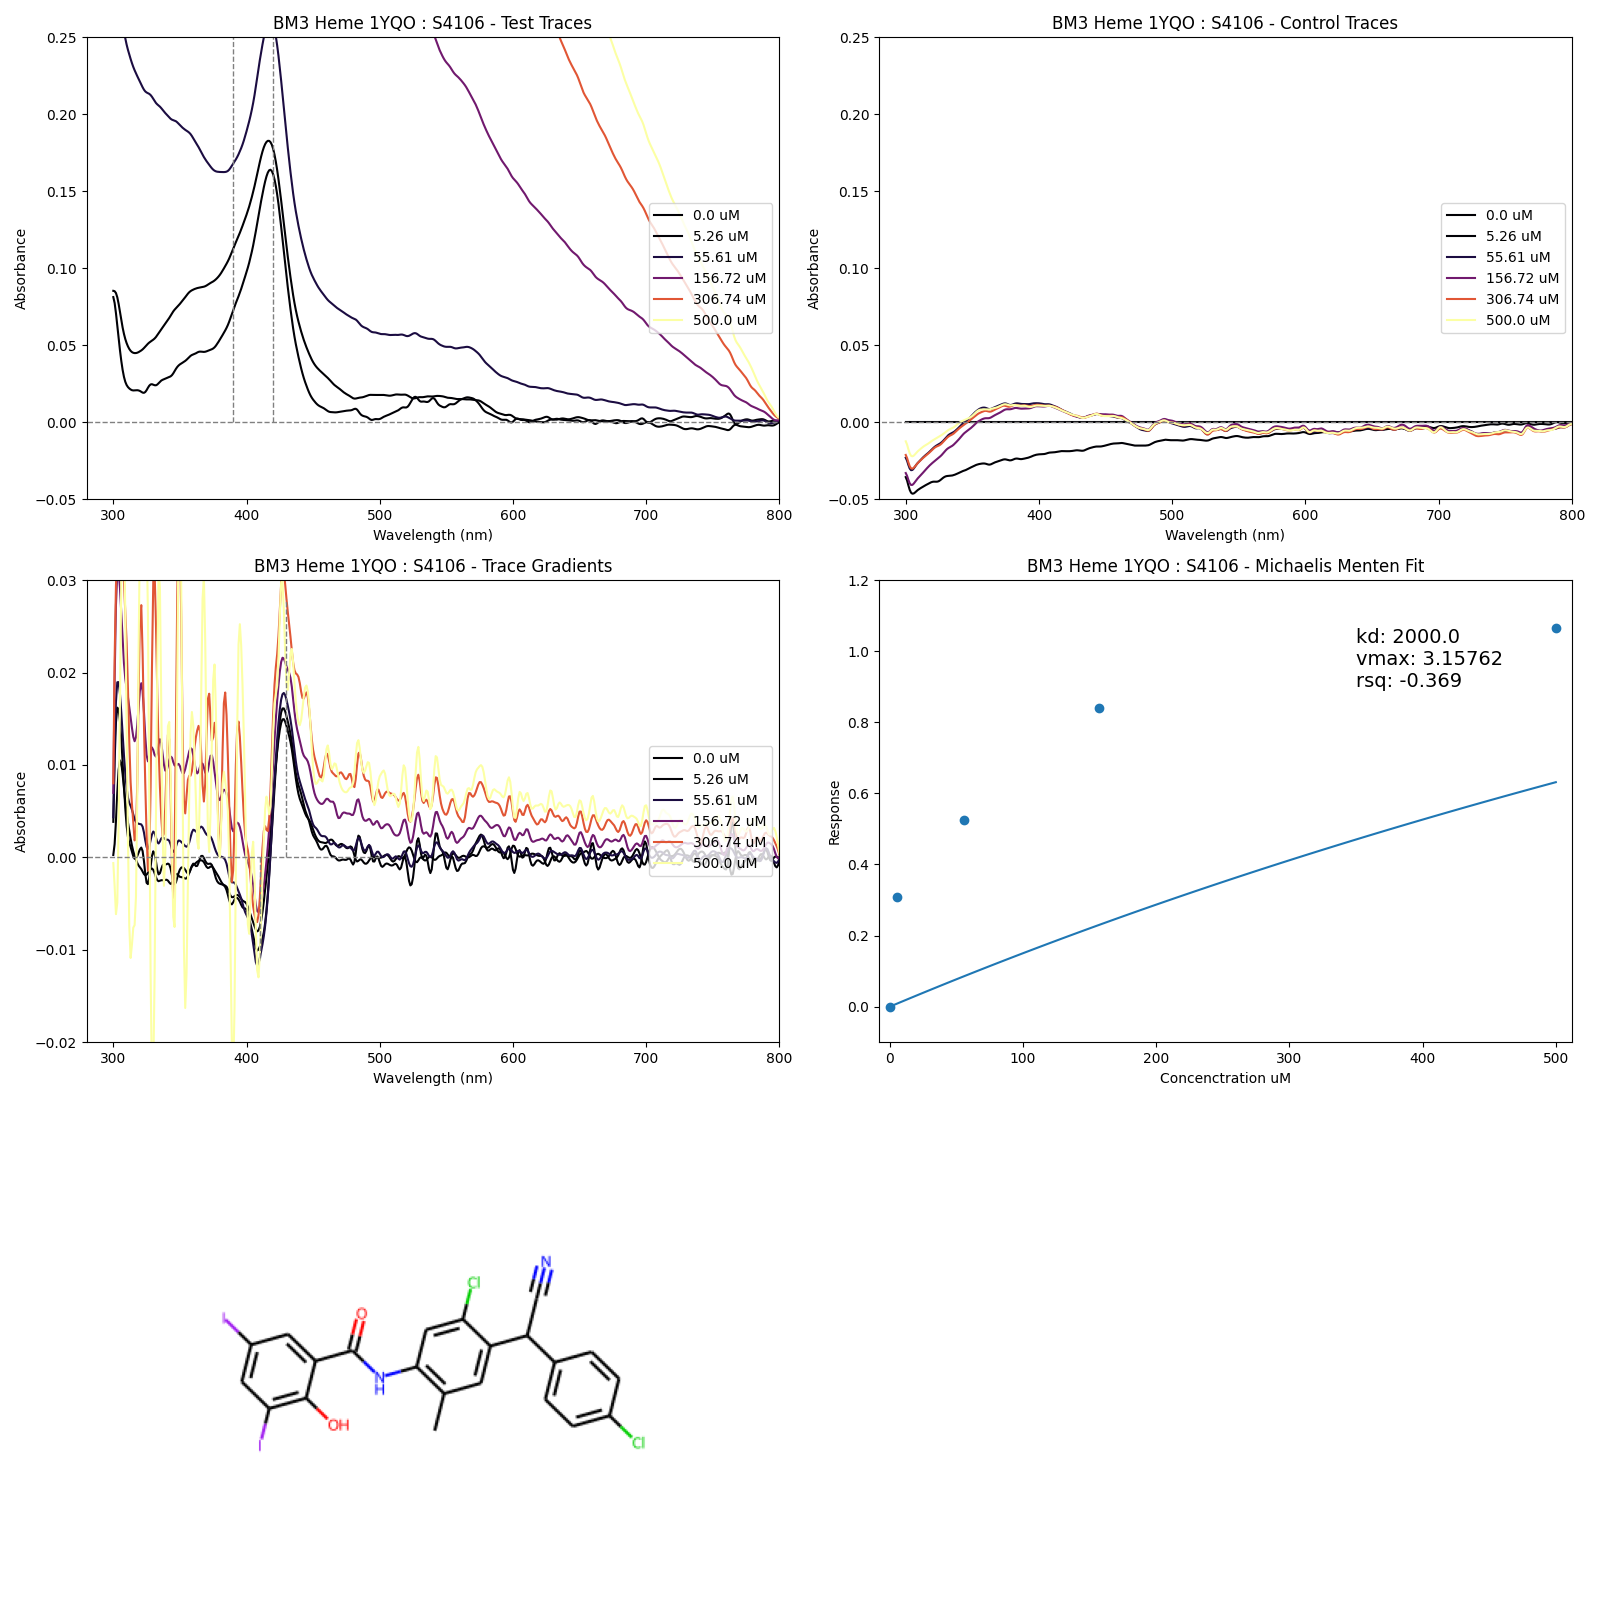 BM3 Heme 1YQO : S4106 - Test Traces
0.25
0.20
0.15
0.10
0.05
0.00
−0.05
Absorbance
300
400
500
600
700
800
Wavelength (nm)
0.0 uM
5.26 uM
55.61 uM
156.72 uM
306.74 uM
500.0 uM
BM3 Heme 1YQO : S4106 - Control Traces
0.25
0.20
0.15
0.10
0.05
0.00
−0.05
Absorbance
300
400
500
600
700
800
Wavelength (nm)
0.0 uM
5.26 uM
55.61 uM
156.72 uM
306.74 uM
500.0 uM
BM3 Heme 1YQO : S4106 - Trace Gradients
0.03
0.02
0.01
0.00
−0.01
−0.02
Absorbance
300
400
500
600
700
800
Wavelength (nm)
0.0 uM
5.26 uM
55.61 uM
156.72 uM
306.74 uM
500.0 uM
BM3 Heme 1YQO : S4106 - Michaelis Menten Fit
1.2
1.0
0.8
0.6
0.4
0.2
0.0
Response
0
100
200
300
400
500
Concenctration uM
kd: 2000.0
vmax: 3.15762
rsq: -0.369
N
Cl
I
O
N
H
OH
I
Cl